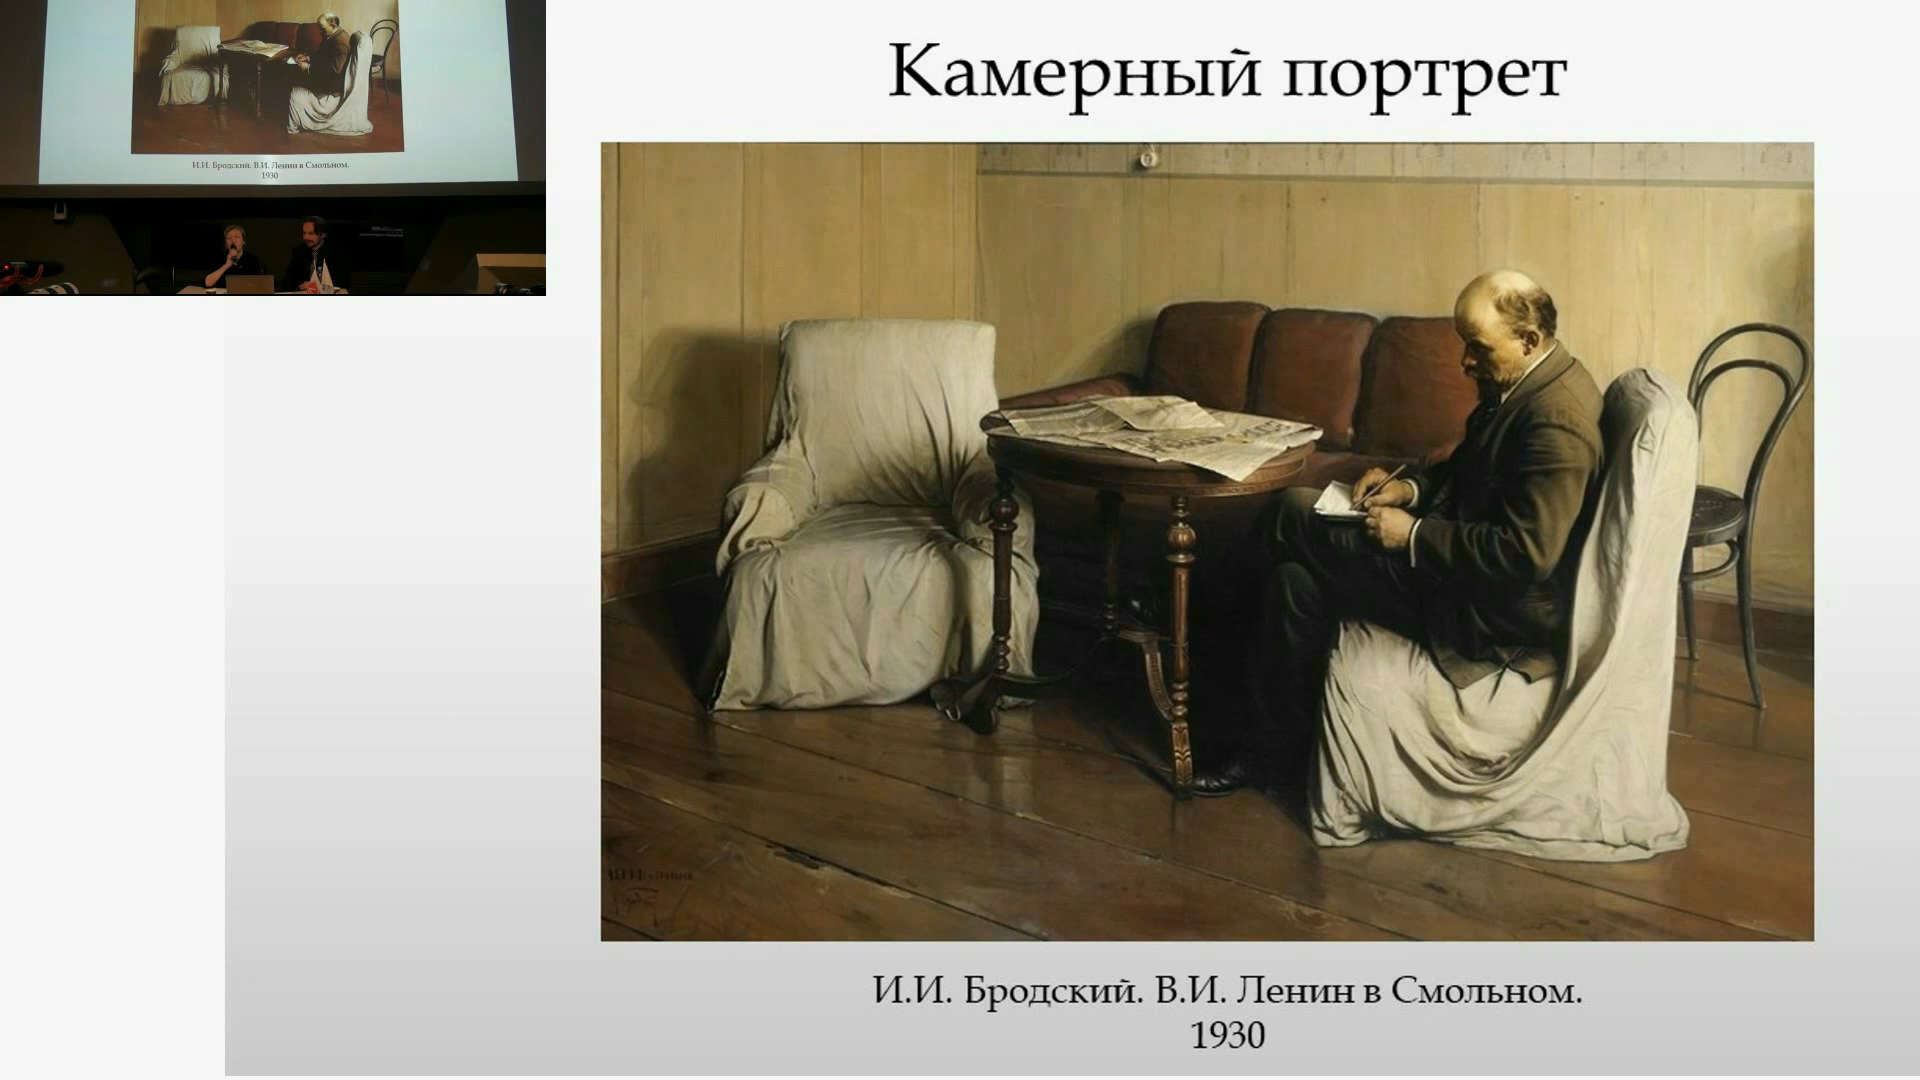 Камерный портрет
И.И. Бродский. В.И. Ленин в Смольном.
1930
И.И. Бродский. В.И. Ленин в Смольном.
1930